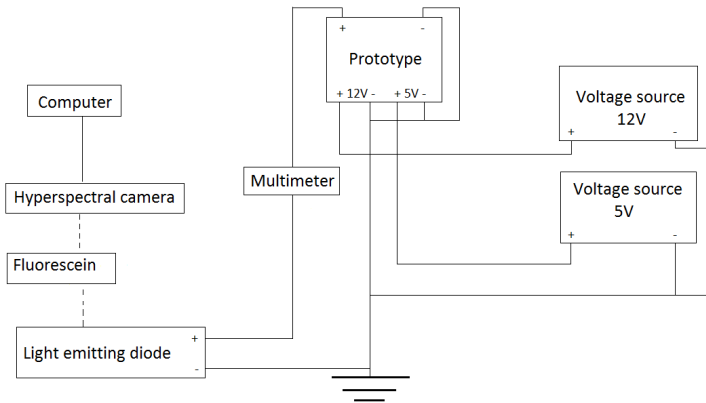 + -
Prototype
+ 12V - + 5V -
Voltage source
12V
+ -
Computer
Multimeter
Hyperspectral camera
Voltage source
5V
+ -
Fluorescein
Light emitting diode
+
-